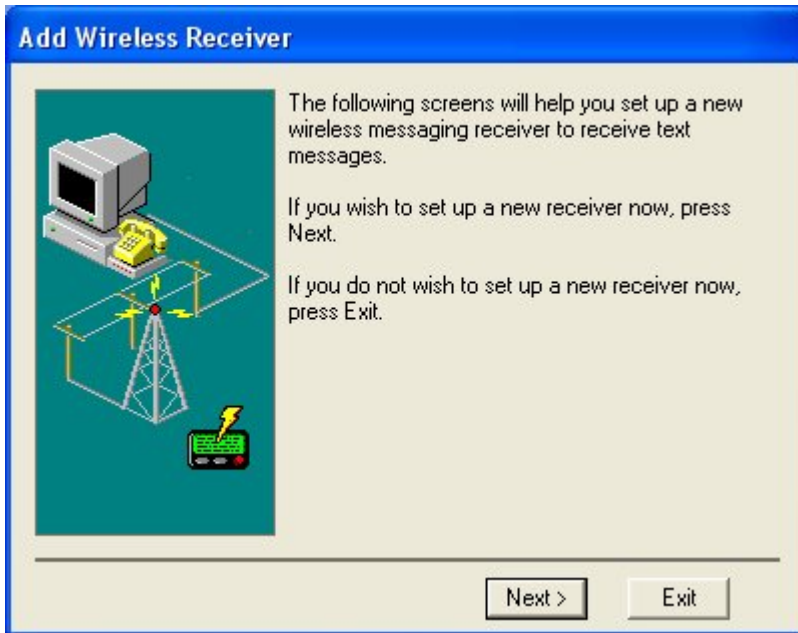 Add Wireless Receiver
The following screens will help you set up a new
wireless messaging receiver to receive text
messages.
If you wish to set up a new receiver now, press
Next.
If you do not wish to set up a new receiver now,
press Exit.
Next >
Exit